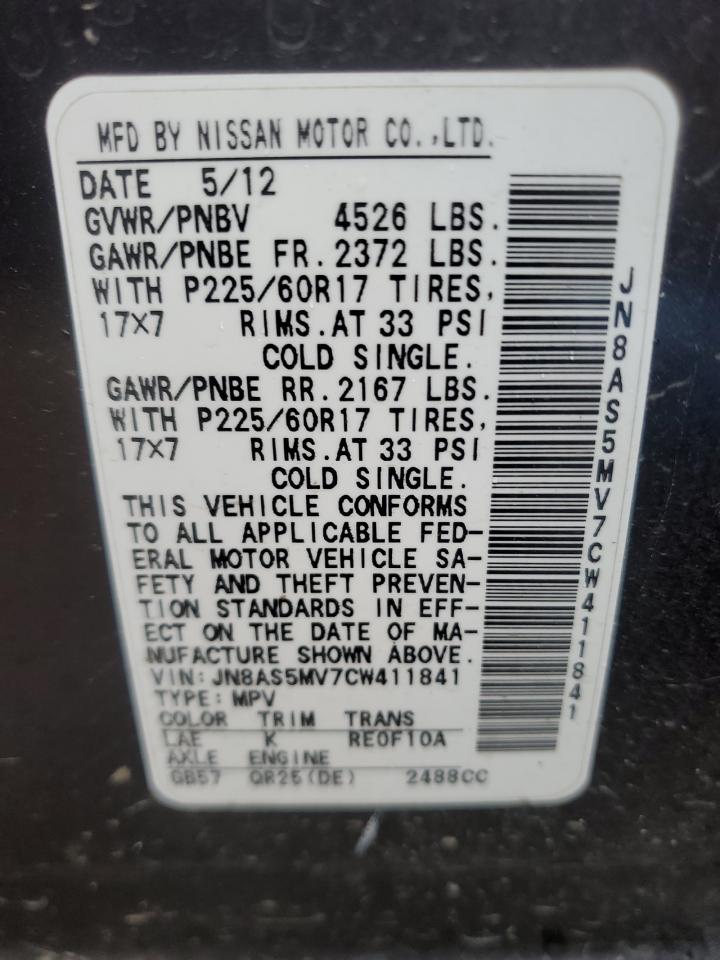 MFD BY NISSAN MOTOR CO.,LTD.
DATE 5/12
GVWR/PNBV 4526 LBS.
GAWR/PNBE FR. 2372 LBS.
WITH P225/60R17 TIRES,
17X7 RIMS. AT 33 PSI
COLD SINGLE.
GAWR/PNBE RR. 2167 LBS.
WITH P225/60R17 TIRES,
17X7 RIMS. AT 33 PSI
COLD SINGLE.
THIS VEHICLE CONFORMS
TO ALL APPLICABLE FED-
ERAL MOTOR VEHICLE SA-
FETY AND THEFT PREVEN-
TION STANDARDS IN EFF-
ECT ON THE DATE OF MA-
NUFACTURE SHOWN ABOVE.
VIN: JN8AS5MV7CW411841
TYPE: MPV
COLOR TRIM TRANS
LAE K RE0F10A
AXLE ENGINE
GB57 QR25(DE) 2488CC
JN8AS5MV7CW411841